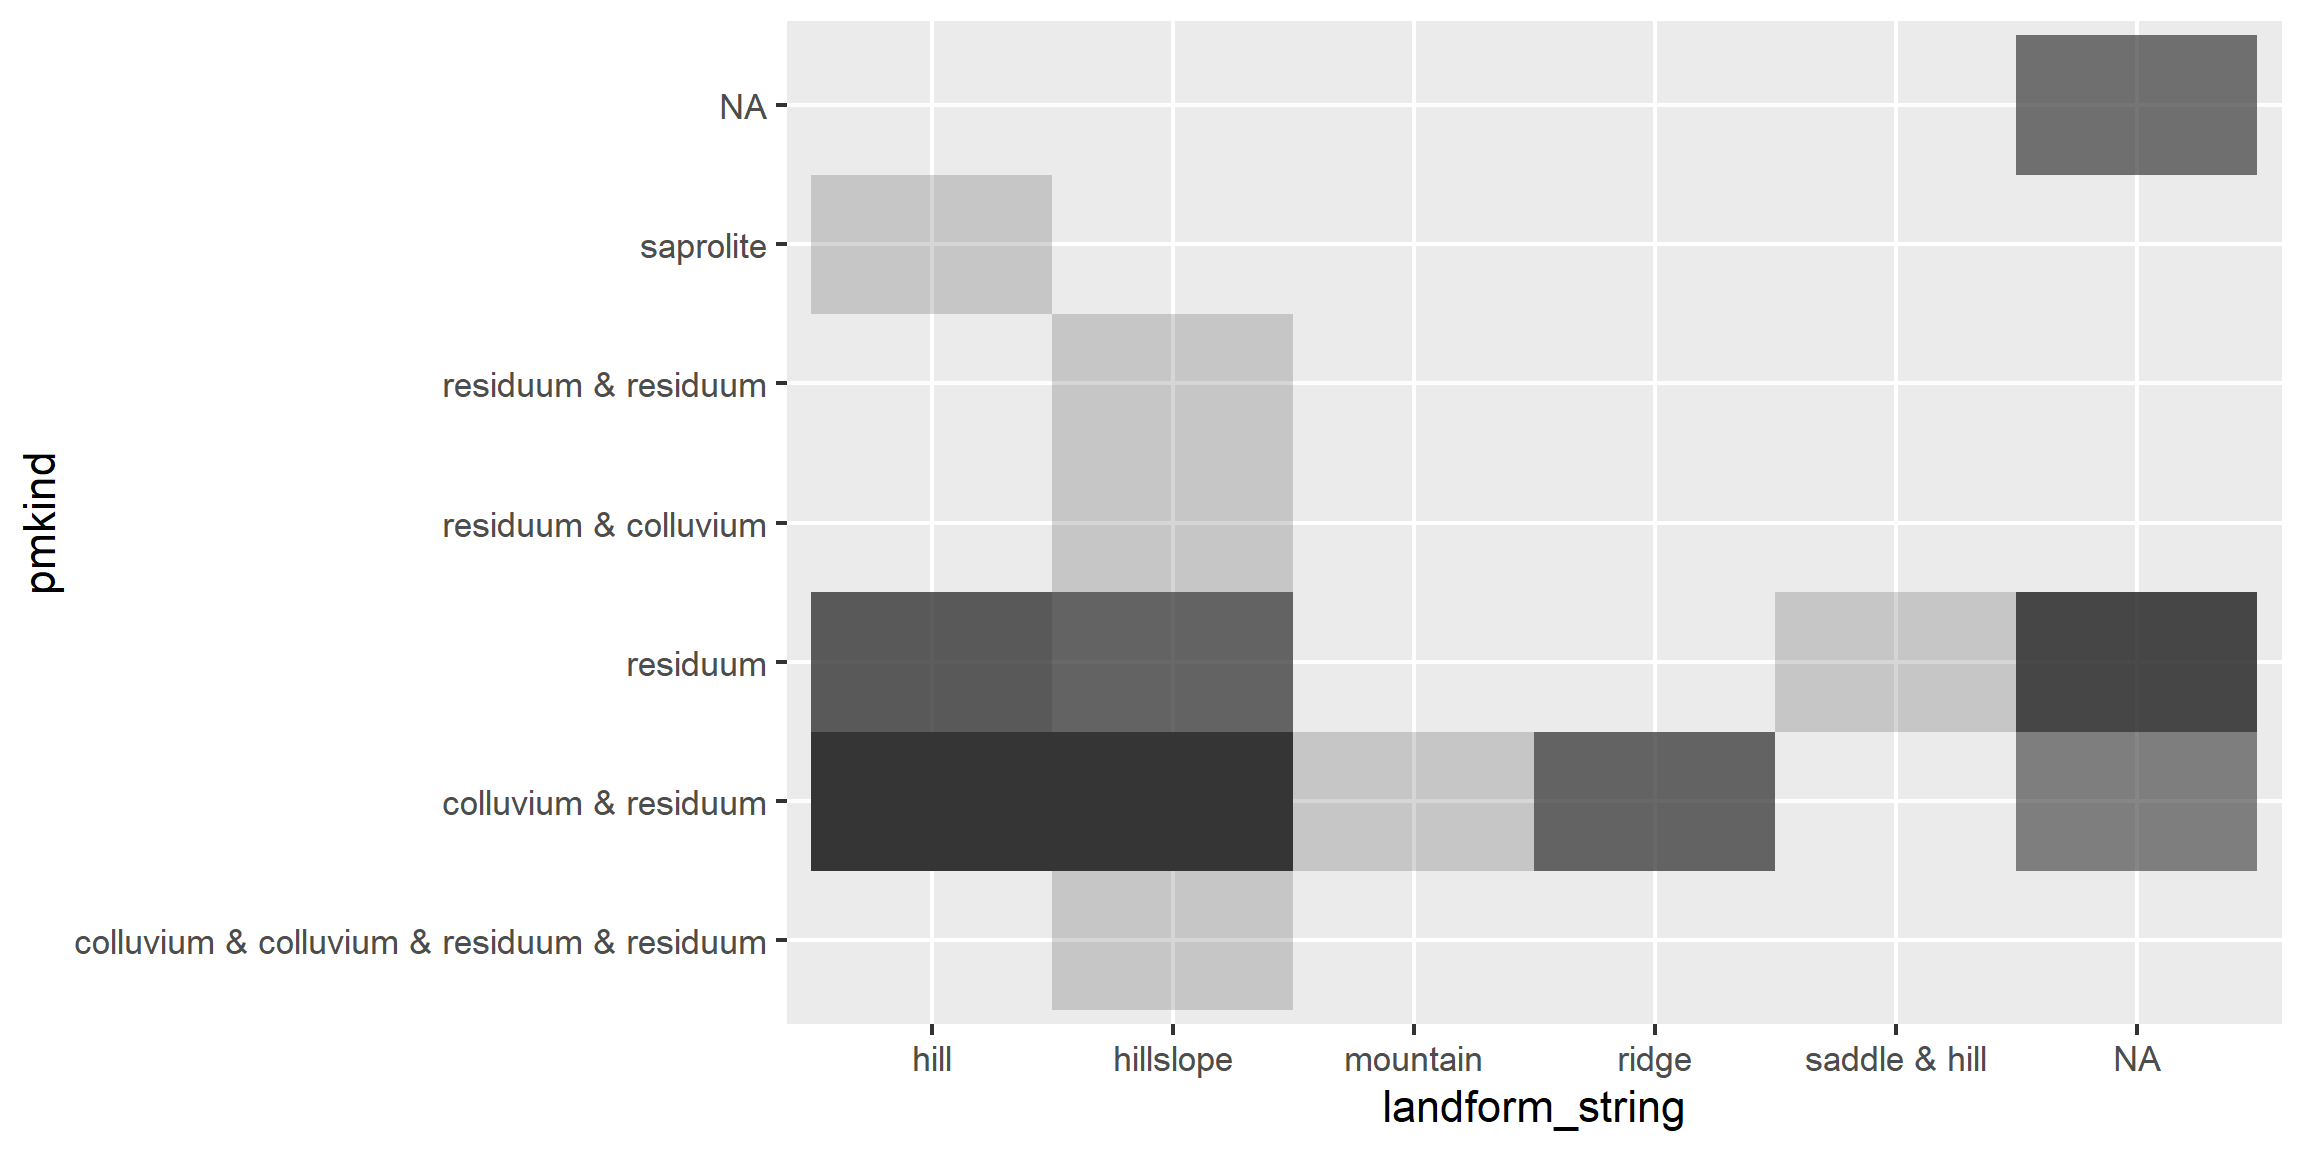 NA
saprolite
residuum & residuum
residuum & colluvium
residuum
colluvium & residuum
colluvium & colluvium & residuum & residuum
pmkind
hill hillslope mountain ridge saddle & hill NA
landform_string